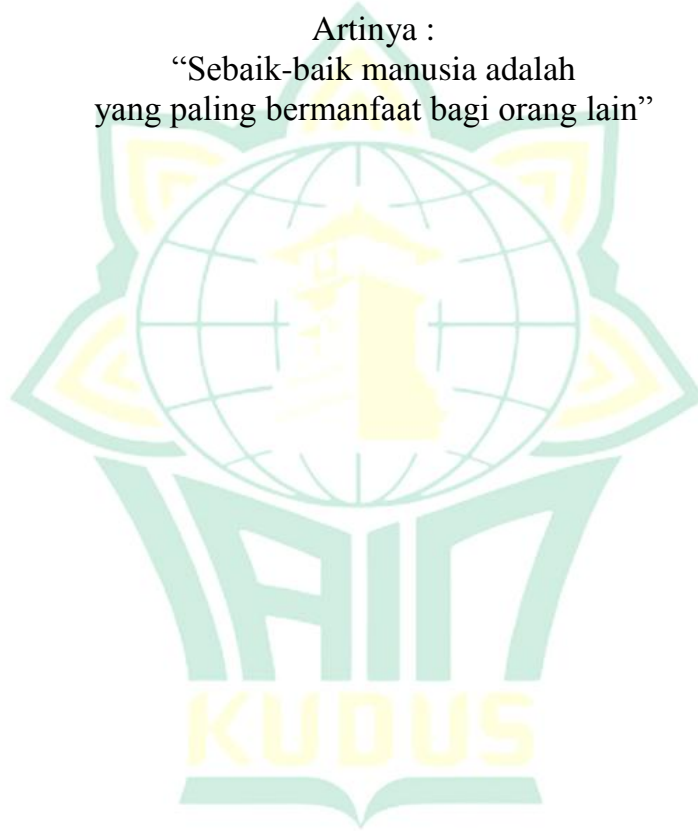 Artinya :
“Sebaik-baik manusia adalah
yang paling bermanfaat bagi orang lain”
IAIN
KUDUS